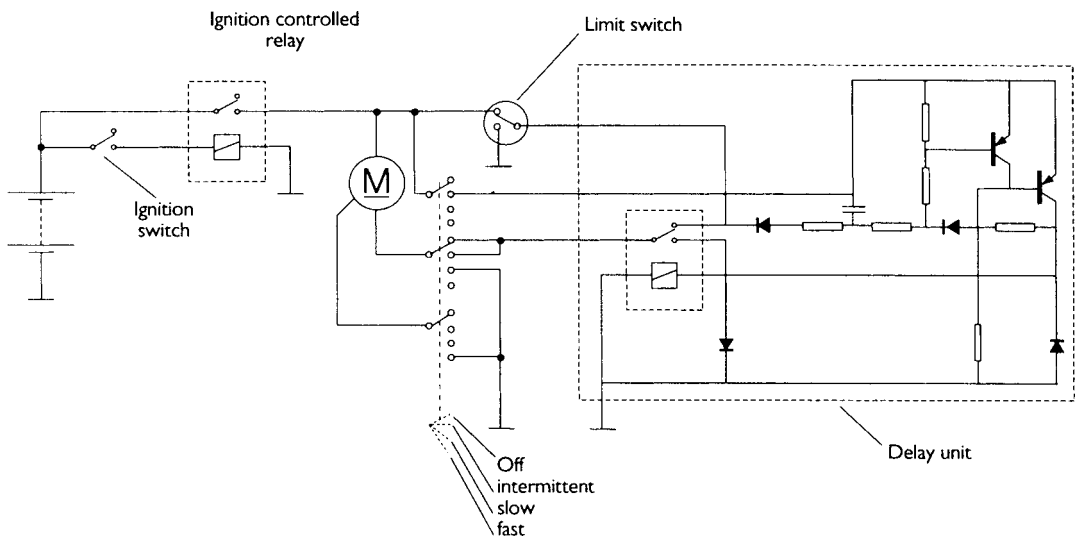 Ignition controlled
relay
Limit switch
M
Ignition
switch
Off
intermittent
slow
fast
Delay unit